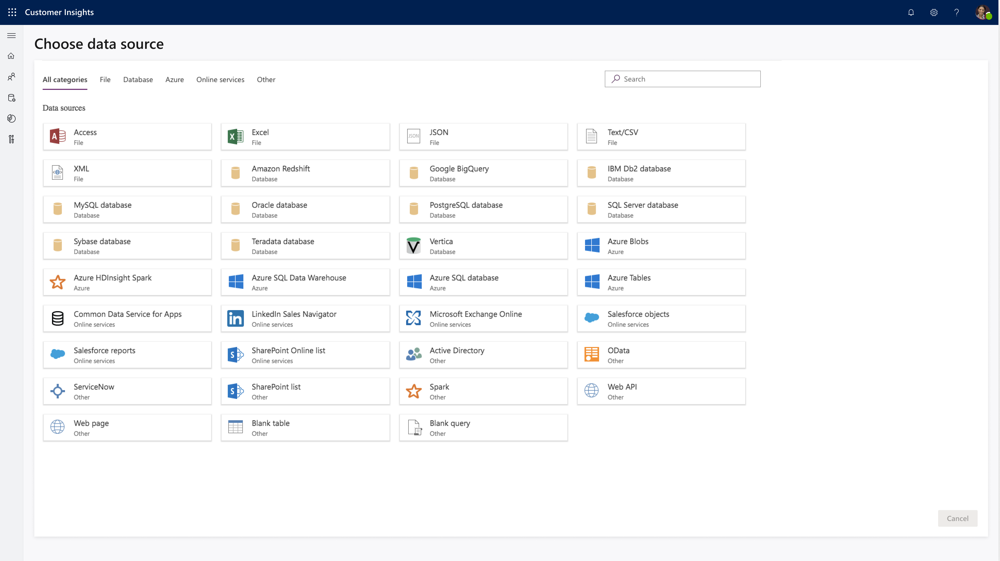 Customer Insights
Choose data source
All categories File Database Azure Online services Other
Search
Data sources
Access
File
Excel
File
JSON
JSON
File
Text/CSV
File
XML
File
Amazon Redshift
Database
Google BigQuery
Database
IBM Db2 database
Database
MySQL database
Database
Oracle database
Database
PostgreSQL database
Database
SQL Server database
Database
Sybase database
Database
Teradata database
Database
Vertica
Database
Azure Blobs
Azure
Azure HDInsight Spark
Azure
Azure SQL Data Warehouse
Azure
Azure SQL database
Azure
Azure Tables
Azure
Common Data Service for Apps
Online services
in
LinkedIn Sales Navigator
Online services
Microsoft Exchange Online
Online services
Salesforce objects
Online services
Salesforce reports
Online services
SharePoint Online list
Online services
Active Directory
Other
OData
Other
ServiceNow
Other
SharePoint list
Other
Spark
Other
Web API
Other
Web page
Other
Blank table
Other
Blank query
Other
Cancel